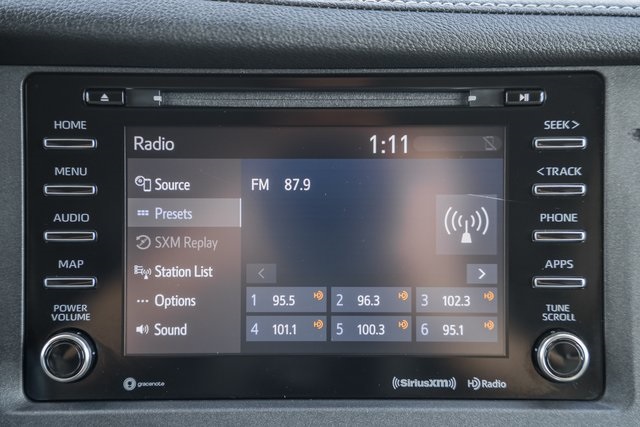 HOME
MENU
AUDIO
MAP
POWER
VOLUME
Radio 1:11
Source
Presets
SXM Replay
Station List
Options
Sound
FM 87.9
1 95.5 2 96.3 3 102.3
4 101.1 5 100.3 6 95.1
SEEK >
< TRACK
PHONE
APPS
TUNE
SCROLL
gracenote
((SiriusXM))
HD Radio